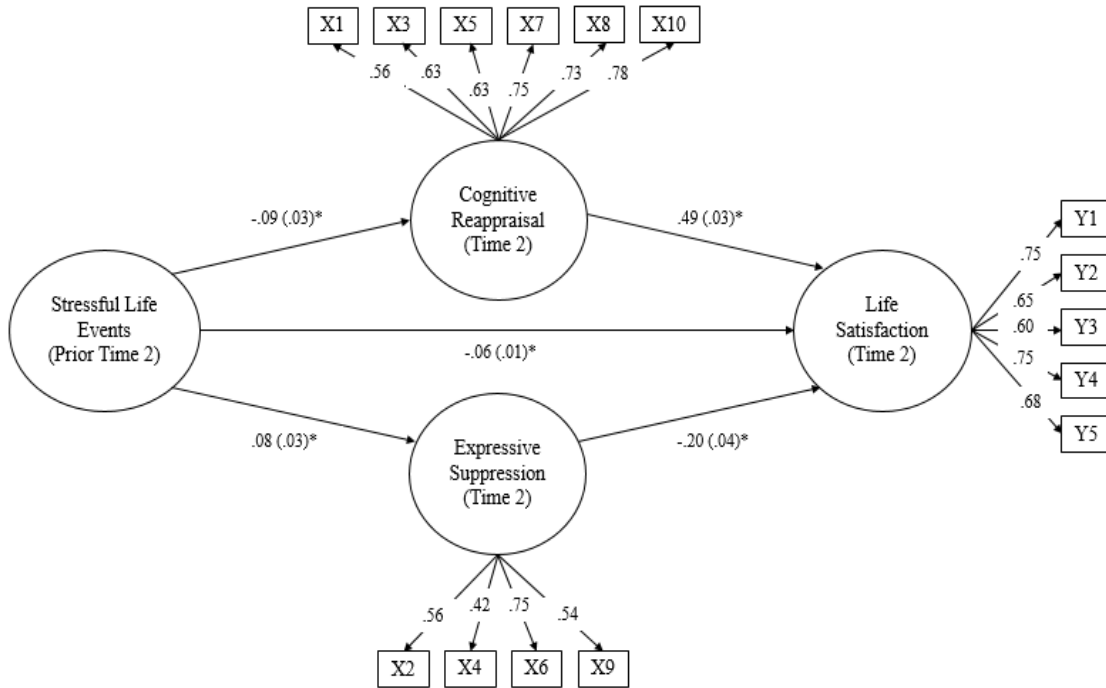 X1 X3 X5 X7 X8 X10
.56 .63 .63 .75 .73 .78
Cognitive
Reappraisal
(Time 2)
-.09 (.03)*
.49 (.03)*
Stressful Life
Events
(Prior Time 2)
-.06 (.01)*
Life
Satisfaction
(Time 2)
.75
.65
.60
.75
.68
Y1
Y2
Y3
Y4
Y5
.08 (.03)*
-.20 (.04)*
Expressive
Suppression
(Time 2)
.56 .42 .75 .54
X2 X4 X6 X9